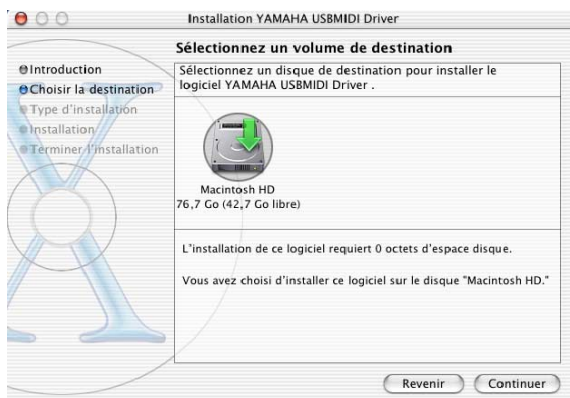 Installation YAMAHA USBMIDI Driver
Sélectionnez un volume de destination
Introduction
Choisir la destination
Type d'installation
Installation
Terminer l'installation
Sélectionnez un disque de destination pour installer le
logiciel YAMAHA USBMIDI Driver .
Macintosh HD
76,7 Go (42,7 Go libre)
L'installation de ce logiciel requiert 0 octets d'espace disque.
Vous avez choisi d'installer ce logiciel sur le disque "Macintosh HD."
Revenir
Continuer